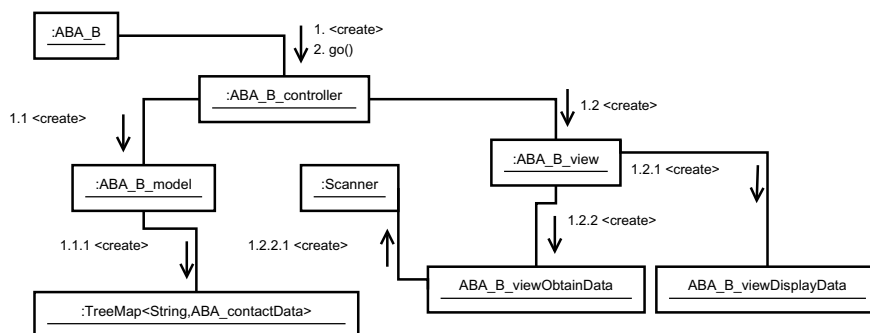 :ABA_B
1. <create>
2. go()
:ABA_B_controller
1.1 <create>
1.2 <create>
:ABA_B_model
:Scanner
:ABA_B_view
1.2.1 <create>
1.1.1 <create>
1.2.2.1 <create>
1.2.2 <create>
:TreeMap<String,ABA_contactData>
ABA_B_viewObtainData
ABA_B_viewDisplayData